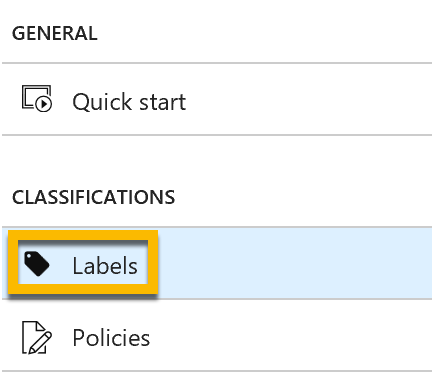 GENERAL
Quick start
CLASSIFICATIONS
Labels
Policies